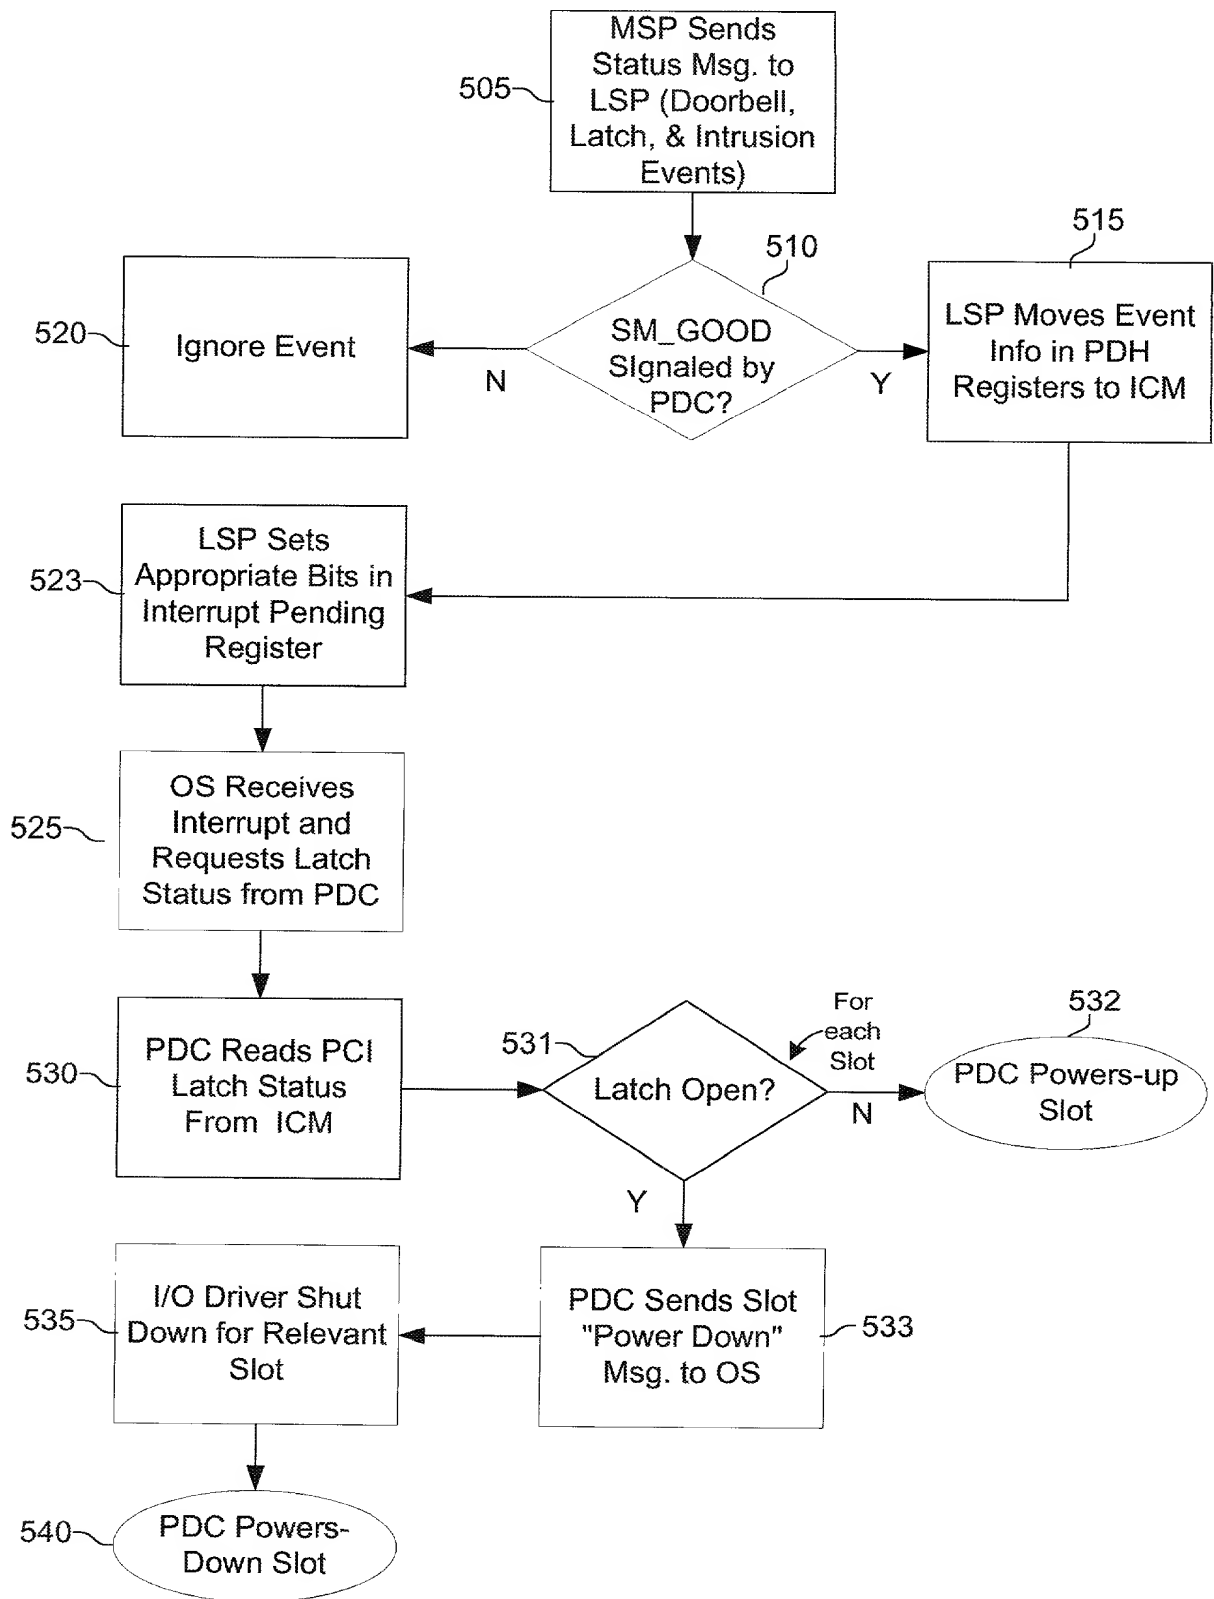 MSP Sends
Status Msg. to
LSP (Doorbell,
Latch, & Intrusion
Events)
505
510
515
SM_GOOD
SIgnaled by
PDC?
N
Y
520
Ignore Event
LSP Moves Event
Info in PDH
Registers to ICM
523
LSP Sets
Appropriate Bits in
Interrupt Pending
Register
525
OS Receives
Interrupt and
Requests Latch
Status from PDC
530
PDC Reads PCI
Latch Status
From ICM
531
Latch Open?
For
each
Slot
N
Y
532
PDC Powers-up
Slot
533
PDC Sends Slot
"Power Down"
Msg. to OS
535
I/O Driver Shut
Down for Relevant
Slot
540
PDC Powers-
Down Slot